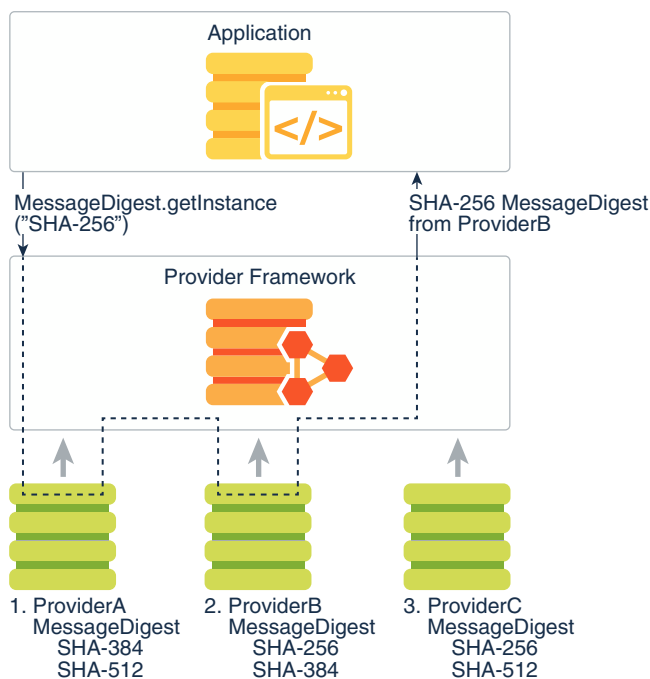 Application
</>
MessageDigest.getInstance
(”SHA-256”)
SHA-256 MessageDigest
from ProviderB
Provider Framework
1. ProviderA
MessageDigest
SHA-384
SHA-512
2. ProviderB
MessageDigest
SHA-256
SHA-384
3. ProviderC
MessageDigest
SHA-256
SHA-512